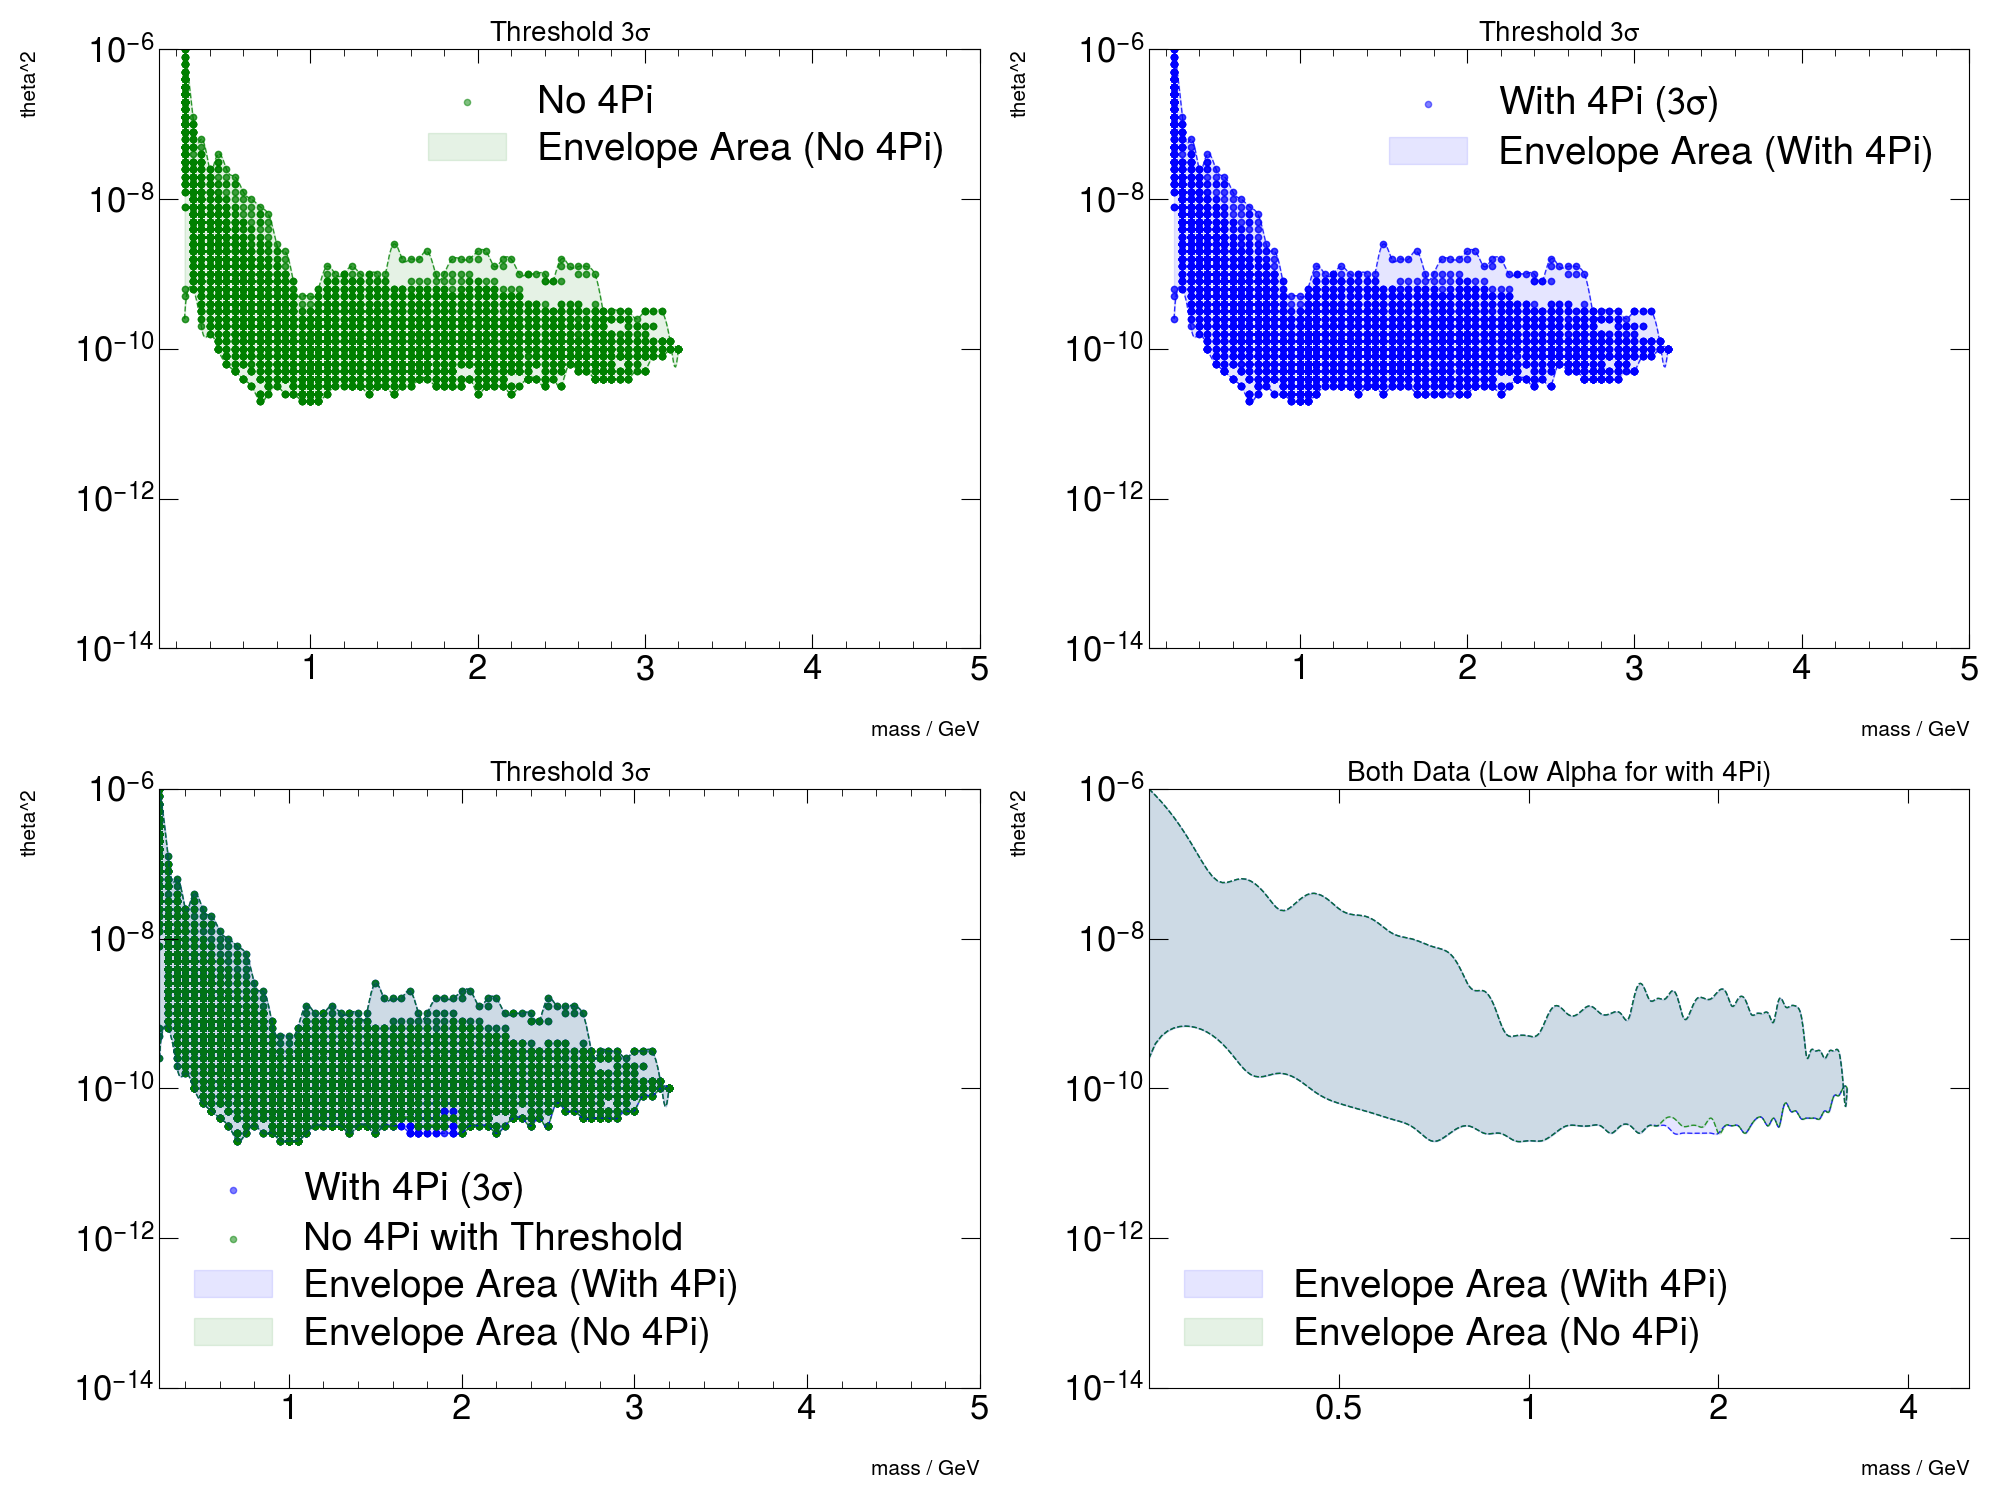 Threshold 3σ
theta^2
10⁻⁶
10⁻⁸
10⁻¹⁰
10⁻¹²
10⁻¹⁴
No 4Pi
Envelope Area (No 4Pi)
1 2 3 4 5
mass / GeV
Threshold 3σ
theta^2
10⁻⁶
10⁻⁸
10⁻¹⁰
10⁻¹²
10⁻¹⁴
With 4Pi (3σ)
Envelope Area (With 4Pi)
1 2 3 4 5
mass / GeV
Threshold 3σ
theta^2
10⁻⁶
10⁻⁸
10⁻¹⁰
10⁻¹²
10⁻¹⁴
With 4Pi (3σ)
No 4Pi with Threshold
Envelope Area (With 4Pi)
Envelope Area (No 4Pi)
1 2 3 4 5
mass / GeV
Both Data (Low Alpha for with 4Pi)
theta^2
10⁻⁶
10⁻⁸
10⁻¹⁰
10⁻¹²
10⁻¹⁴
Envelope Area (With 4Pi)
Envelope Area (No 4Pi)
0.5 1 2 4
mass / GeV